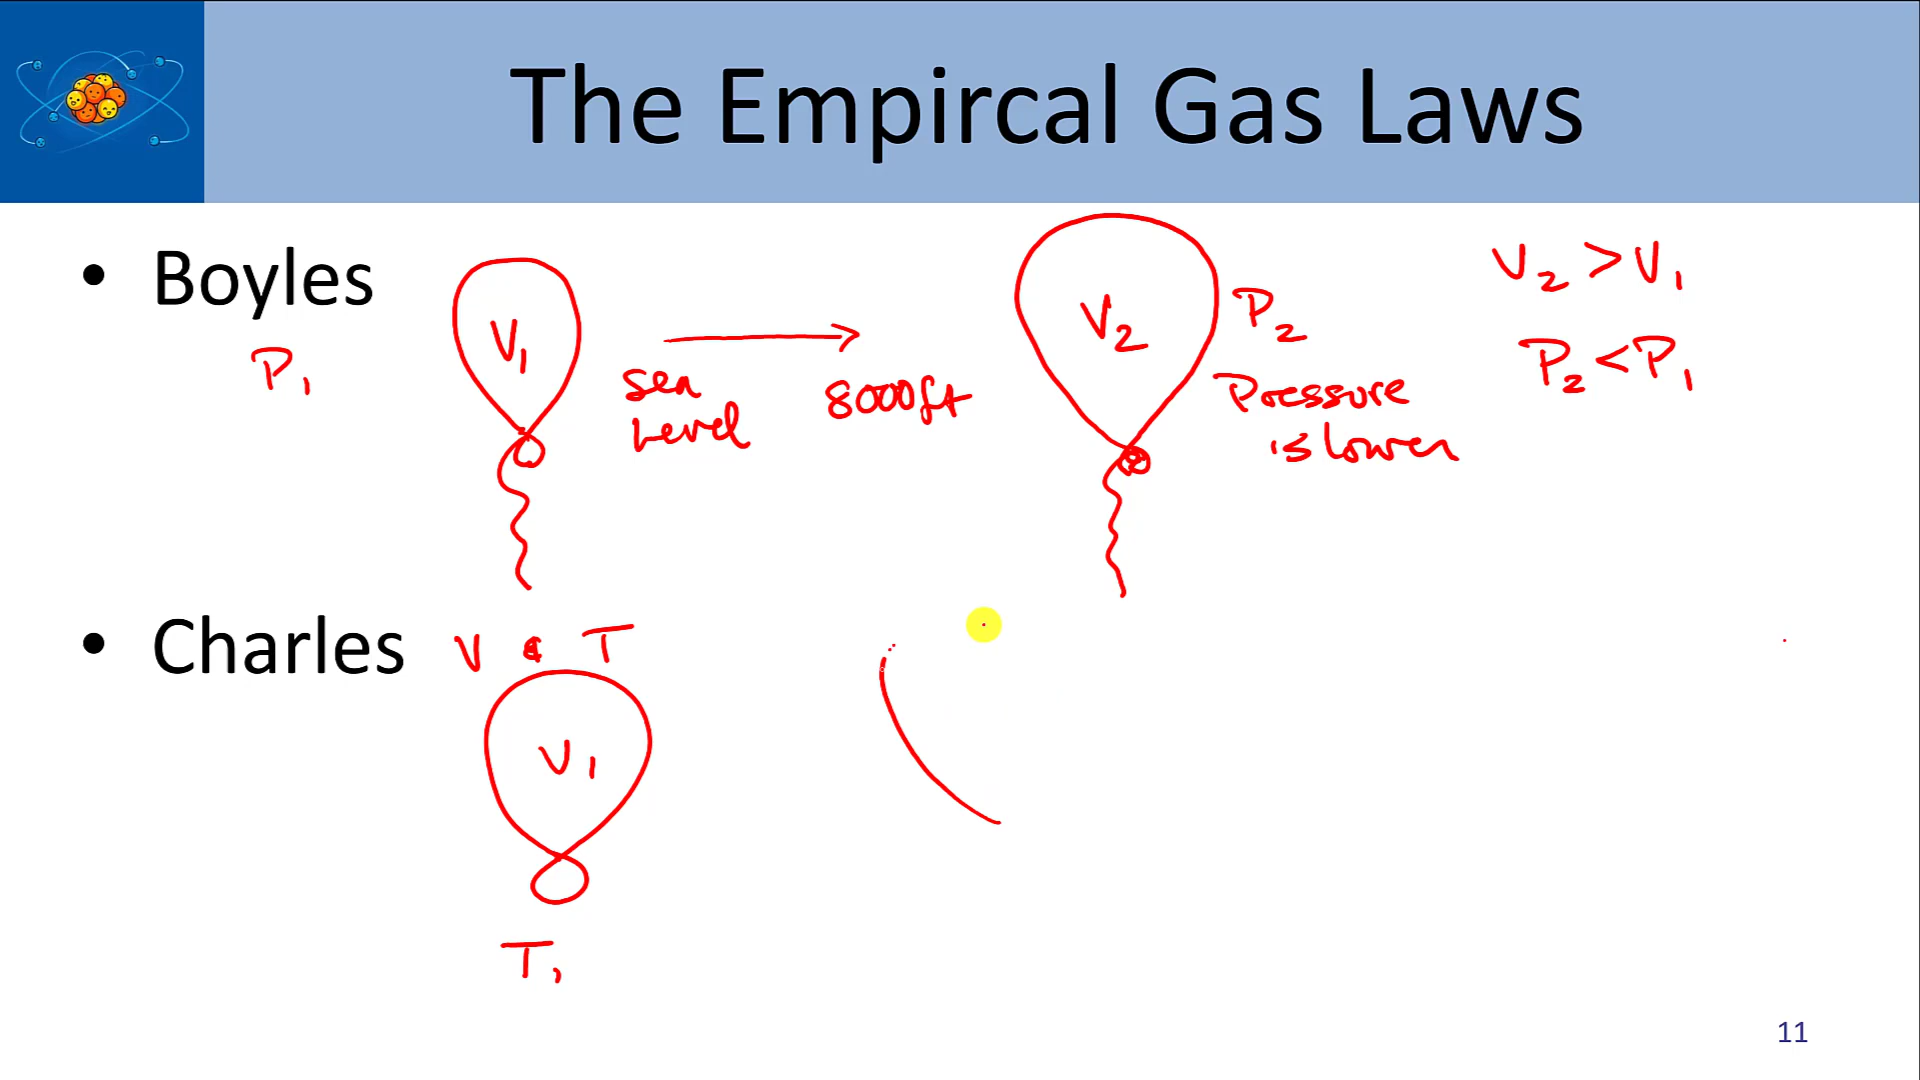 The Empircal Gas Laws
• Boyles
P₁
V₁
sea
level
8000ft
V₂
P₂
Pressure
is lower
V₂ > V₁
P₂ < P₁
• Charles V & T
V₁
T₁
11